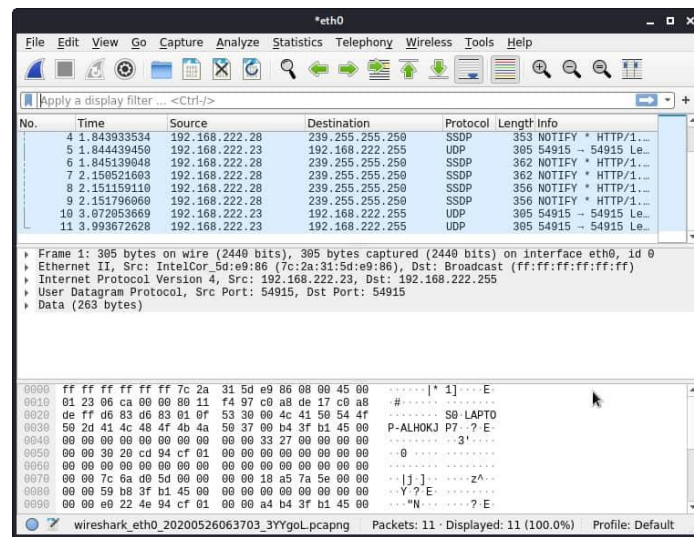 *eth0
File Edit View Go Capture Analyze Statistics Telephony Wireless Tools Help
Apply a display filter ... <Ctrl-/>
No. Time Source Destination Protocol Length Info
4 1.843933534 192.168.222.28 239.255.255.250 SSDP 353 NOTIFY * HTTP/1.…
5 1.844439450 192.168.222.23 192.168.222.255 UDP 305 54915 → 54915 Le…
6 1.845139048 192.168.222.28 239.255.255.250 SSDP 362 NOTIFY * HTTP/1.…
7 2.150521603 192.168.222.28 239.255.255.250 SSDP 362 NOTIFY * HTTP/1.…
8 2.151159110 192.168.222.28 239.255.255.250 SSDP 356 NOTIFY * HTTP/1.…
9 2.151796060 192.168.222.28 239.255.255.250 SSDP 356 NOTIFY * HTTP/1.…
10 3.072053669 192.168.222.23 192.168.222.255 UDP 305 54915 → 54915 Le…
11 3.993672628 192.168.222.23 192.168.222.255 UDP 305 54915 → 54915 Le…
Frame 1: 305 bytes on wire (2440 bits), 305 bytes captured (2440 bits) on interface eth0, id 0
Ethernet II, Src: IntelCor_5d:e9:86 (7c:2a:31:5d:e9:86), Dst: Broadcast (ff:ff:ff:ff:ff:ff)
Internet Protocol Version 4, Src: 192.168.222.23, Dst: 192.168.222.255
User Datagram Protocol, Src Port: 54915, Dst Port: 54915
Data (263 bytes)
0000 ff ff ff ff ff ff 7c 2a 31 5d e9 86 08 00 45 00 ······|* 1]····E·
0010 01 23 06 ca 00 00 80 11 f4 97 c0 a8 de 17 c0 a8 ·#······ ········
0020 de ff d6 83 d6 83 01 0f 53 30 00 4c 41 50 54 4f ········ S0·LAPTO
0030 50 2d 41 4c 48 4f 4b 4a 50 37 00 b4 3f b1 45 00 P-ALHOKJ P7··?·E·
0040 00 00 00 00 00 00 00 00 00 33 27 00 00 00 00 00 ········ ·3'·····
0050 00 00 30 20 cd 94 cf 01 00 00 00 00 00 00 00 00 ··0 ···· ········
0060 00 00 00 00 00 00 00 00 00 00 00 00 00 00 00 00 ········ ········
0070 00 00 7c 6a d0 5d 00 00 00 00 18 a5 7a 5e 00 00 ··|j·]·· ····z^··
0080 00 00 59 b8 3f b1 45 00 00 00 00 00 00 00 00 00 ··Y·?·E· ········
0090 00 00 e0 22 4e 94 cf 01 00 00 a4 b4 3f b1 45 00 ···"N··· ····?·E·
wireshark_eth0_20200526063703_3YYgoL.pcapng Packets: 11 · Displayed: 11 (100.0%) Profile: Default